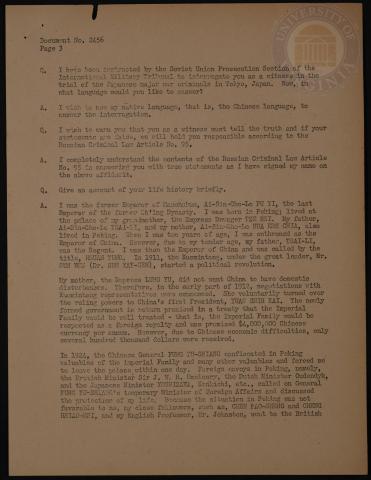 UNIVERSITY OF VIRGINIA
Document No. 2456
Page 3
Q. I have been instructed by the Soviet Union Prosecution Section of the
International Military Tribunal to interrogate you as a witness in the
trial of the Japanese major war criminals in Tokyo, Japan. Now, in
what language would you like to answer?
A. I wish to use my native language, that is, the Chinese language, to
answer the interrogation.
Q. I wish to warn you that you as a witness must tell the truth and if your
statements are false, we will hold you responsible according to the
Russian Criminal Law Article No. 95.
A. I completely understand the contents of the Russian Criminal Law Article
No. 95 in answering you with true statements as I have signed my name on
the above affidavit.
Q. Give an account of your life history briefly.
A. I was the former Emperor of Manchukuo, Ai-Sin-Cho-Lo PU YI, the last
Emperor of the former Ch'ing Dynasty. I was born in Peking; lived at
the palace of my grandmother, the Empress Dowager TZE HSI. My father,
Ai-Sin-Cho-Lo TSAI-LI, and my mother, Ai-Sin-Cho-Lo
lived in Peking. When I was two years of age, I was enthroned as the
Emperor of China. However, due to my tender age, my father, TSAI-LI,
was the Regent. I was then the Emperor of China and was called by the
title, HSUAN TUNG. In 1911, the Kuomintang, under the great leader, Mr.
SUN WEN (Dr. SUN YAT-SEN), started a political revolution.
My mother, the Empress LUNG YU, did not want China to have domestic
disturbances. Therefore, in the early part of 1912, negotiations with
Kuomintang representatives were commenced. She voluntarily turned over
the ruling powers to China's first President, YUAN SHIH KAI. The newly
formed government in return promised in a treaty that the Imperial
Family would be well treated - that is, the Imperial Family would be
respected as a foreign royalty and was promised $4,000,000 Chinese
currency per annum. However, due to Chinese economic difficulties, only
several hundred thousand dollars were received.
In 1924, the Chinese General FUNG YU-SHIANG confiscated in Peking
valuables of the Imperial Family and many other valuables and forced me
to leave the palace within one day. Foreign envoys in Peking, namely,
the British Minister Sir J. W. R. Macleary, the Dutch Minister Oudendyk,
and the Japanese Minister YOSHIZAWA, Kenkichi, etc., called on General
FUNG YU-SHIANG's temporary Minister of Foreign Affairs and discussed
the protection of my life. Because the situation in Peking was not
favorable to me, my close followers, such as, CHEN PAO-SHENG and CHENG
HSIAO-HSI, and my English Professor, Mr. Johnston, went to the British